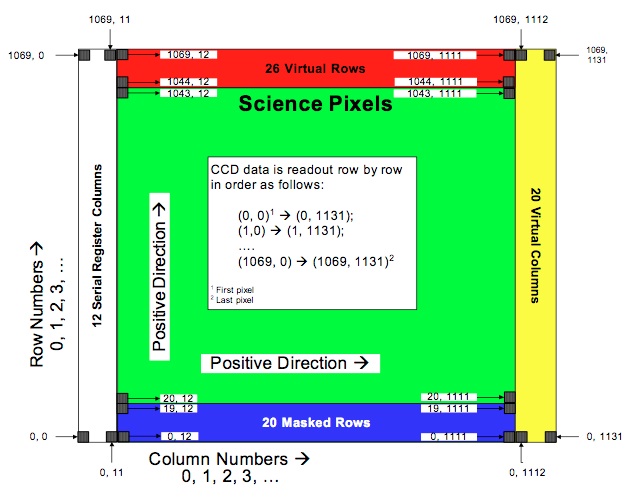 1069, 11
1069, 1112
1069, 0
1069, 12
1069, 1111
1069,
1131
26 Virtual Rows
1044, 12
1044, 1111
1043, 12
1043, 1111
Science Pixels
CCD data is readout row by row
in order as follows:
(0, 0)¹ → (0, 1131);
(1,0) → (1, 1131);
....
(1069, 0) → (1069, 1131)²
¹ First pixel
² Last pixel
12 Serial Register Columns
20 Virtual Columns
Row Numbers →
0, 1, 2, 3, …
Positive Direction →
Positive Direction →
20, 12
20, 1111
19, 12
19, 1111
20 Masked Rows
0, 0
0, 12
0, 1111
0, 1131
0, 11
0, 1112
Column Numbers →
0, 1, 2, 3, …